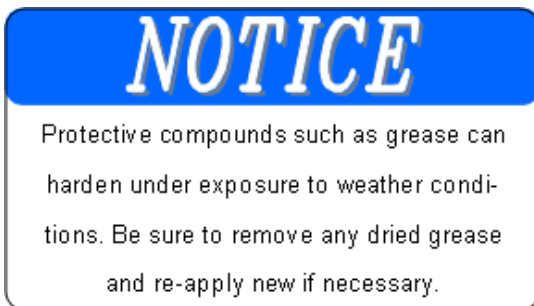 NOTICE
Protective compounds such as grease can
harden under exposure to weather condi-
tions. Be sure to remove any dried grease
and re-apply new if necessary.